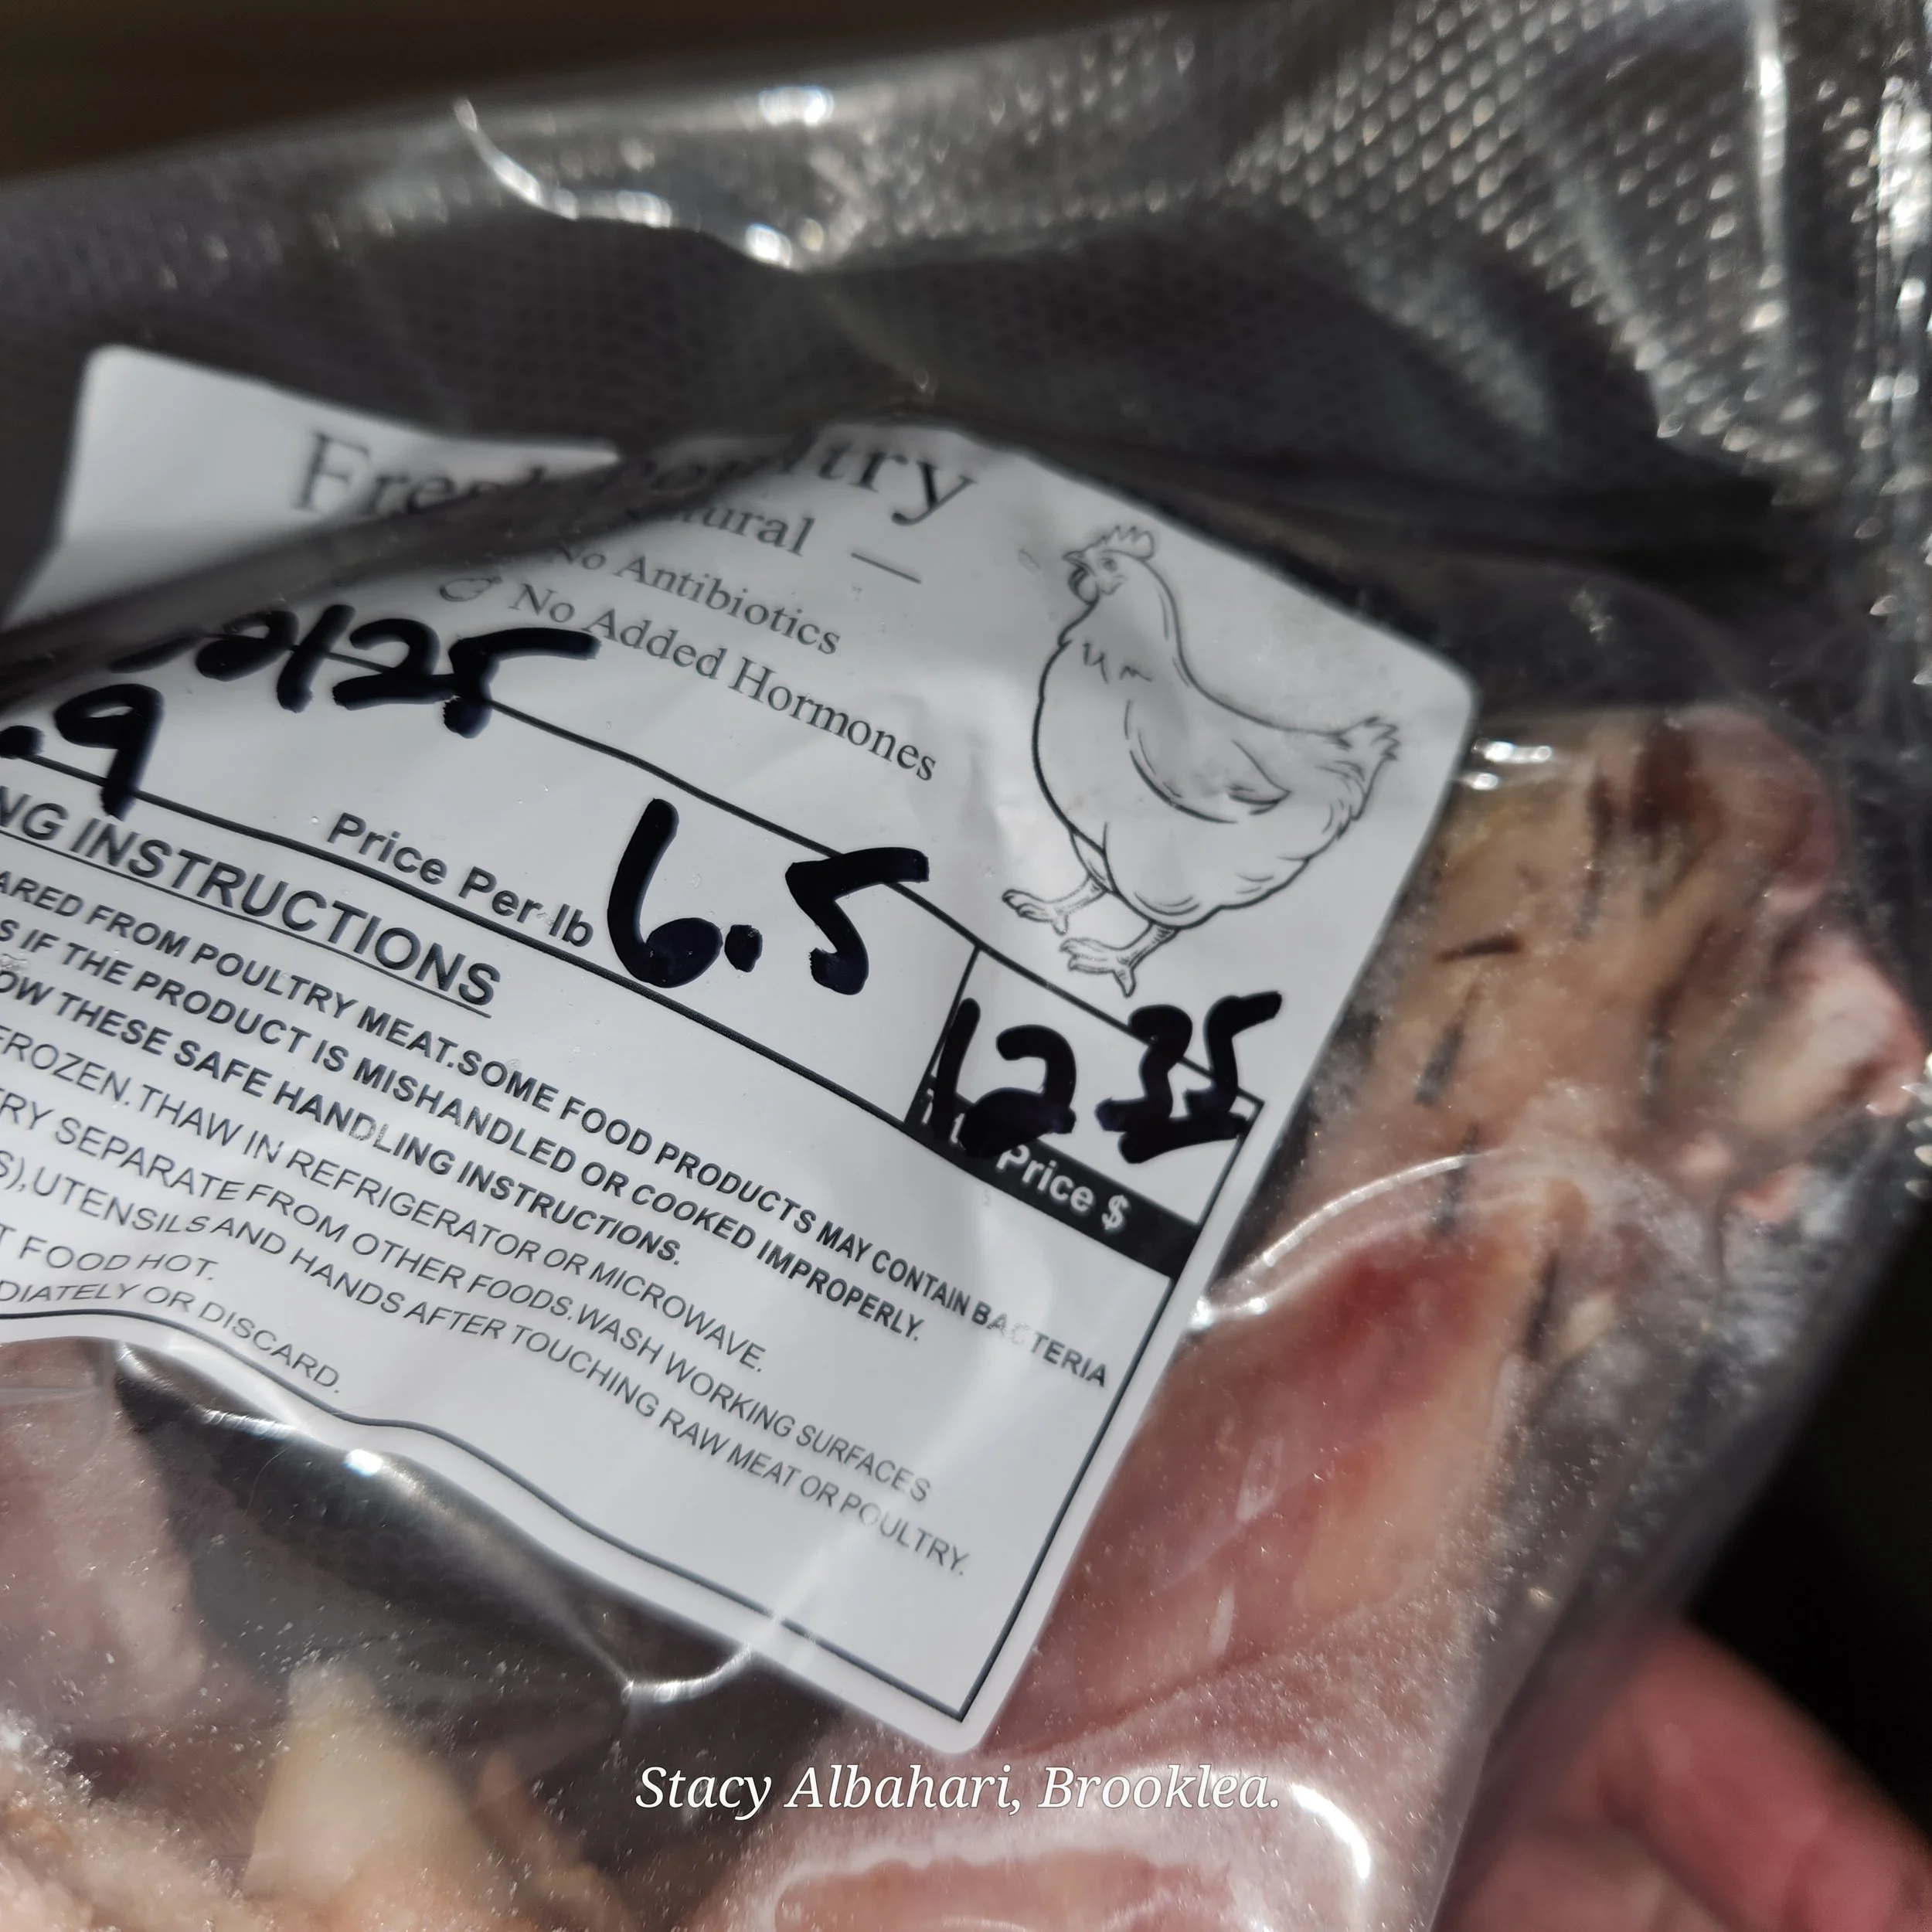 Fresh Poultry
Natural —
No Antibiotics
& No Added Hormones
2125
.9
Price Per lb 6.5
12 35
Price $
NG INSTRUCTIONS
ARED FROM POULTRY MEAT.SOME FOOD PRODUCTS MAY CONTAIN BACTERIA
S IF THE PRODUCT IS MISHANDLED OR COOKED IMPROPERLY.
OW THESE SAFE HANDLING INSTRUCTIONS.
FROZEN.THAW IN REFRIGERATOR OR MICROWAVE.
RY SEPARATE FROM OTHER FOODS.WASH WORKING SURFACES
S),UTENSILS AND HANDS AFTER TOUCHING RAW MEAT OR POULTRY.
T FOOD HOT.
DIATELY OR DISCARD.
Stacy Albahari, Brooklea.